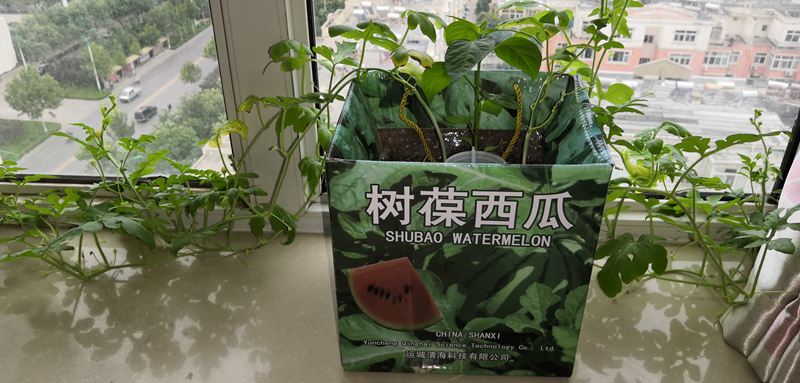 树葆西瓜
SHUBAO WATERMELON
CHINA SHANXI
Yuncheng Qinghai Science Technology Co., Ltd.
运城清海科技有限公司